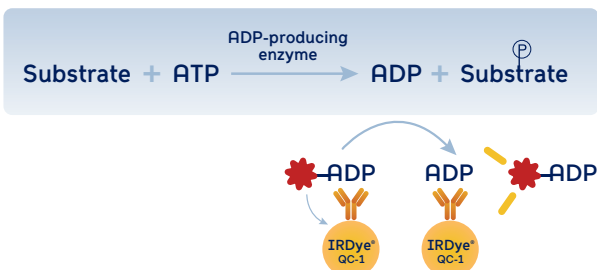 ADP-producing
enzyme
Substrate + ATP ADP + Substrate
P
ADP ADP ADP
IRDye® IRDye®
QC-1 QC-1